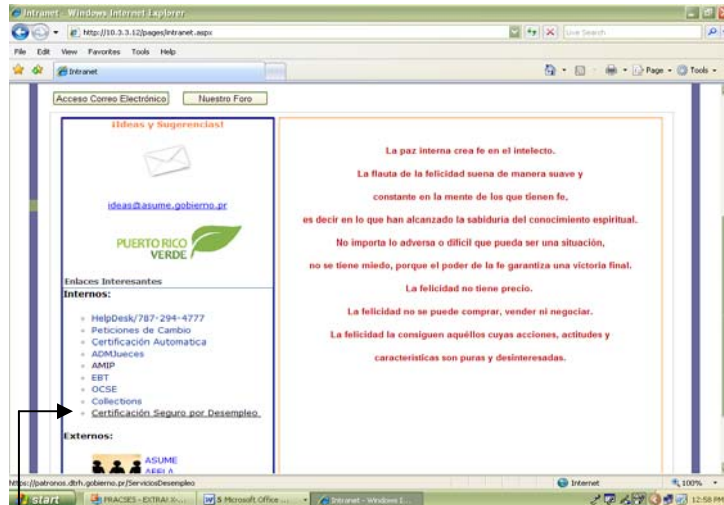 Intranet - Windows Internet Explorer
http://10.3.3.12/pages/intranet.aspx
Live Search
File Edit View Favorites Tools Help
Intranet
Page Tools
Acceso Correo Electrónico Nuestro Foro
¡Ideas y Sugerencias!
ideas@asume.gobierno.pr
PUERTO RICO
VERDE
Enlaces Interesantes
Internos:
HelpDesk/787-294-4777
Peticiones de Cambio
Certificación Automatica
ADMJueces
AMIP
EBT
OCSE
Collections
Certificación Seguro por Desempleo
Externos:
ASUME
La paz interna crea fe en el intelecto.
La flauta de la felicidad suena de manera suave y
constante en la mente de los que tienen fe,
es decir en lo que han alcanzado la sabiduría del conocimiento espiritual.
No importa lo adversa o difícil que pueda ser una situación,
no se tiene miedo, porque el poder de la fe garantiza una victoria final.
La felicidad no tiene precio.
La felicidad no se puede comprar, vender ni negociar.
La felicidad la consiguen aquéllos cuyas acciones, actitudes y
características son puras y desinteresadas.
https://patronos.dtrh.gobierno.pr/ServiciosDesempleo
Internet 100%
start
5 Microsoft Office ...
Intranet - Windows I...
12:58 PM